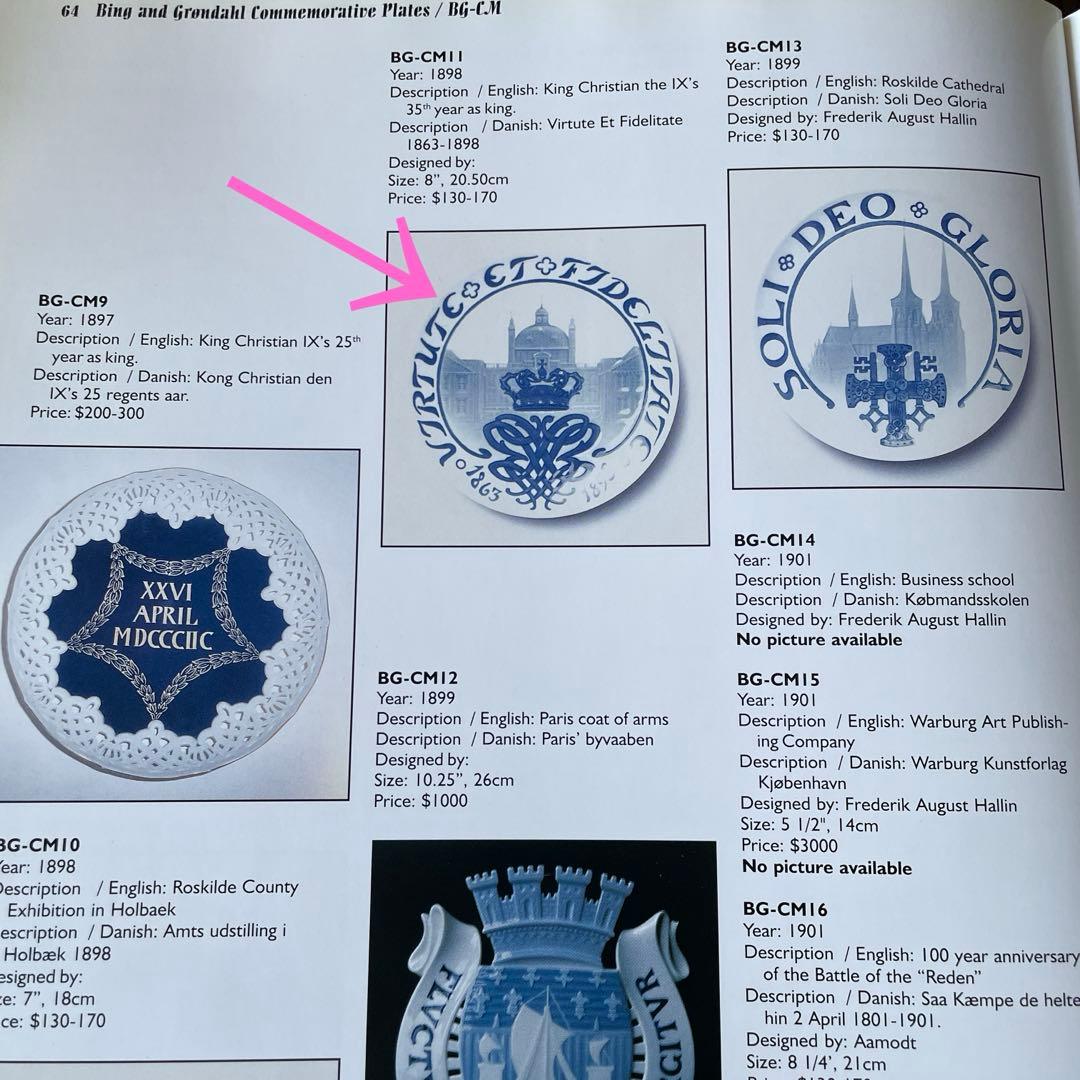 64 Bing and Grøndahl Commemorative Plates / BG-CM
BG-CM9
Year: 1897
Description / English: King Christian IX's 25th
year as king.
Description / Danish: Kong Christian den
IX's 25 regents aar.
Price: $200-300
XXVI
APRIL
MDCCCIIC
BG-CM10
Year: 1898
Description / English: Roskilde County
Exhibition in Holbaek
escription / Danish: Amts udstilling i
Holbæk 1898
esigned by:
ze: 7”, 18cm
ce: $130-170
BG-CM11
Year: 1898
Description / English: King Christian the IX's
35th year as king.
Description / Danish: Virtute Et Fidelitate
1863-1898
Designed by:
Size: 8”, 20.50cm
Price: $130-170
VIRTUTE ET FIDELITATE
1863 1898
BG-CM12
Year: 1899
Description / English: Paris coat of arms
Description / Danish: Paris' byvaaben
Designed by:
Size: 10.25”, 26cm
Price: $1000
FLVCT
CITVR
BG-CM13
Year: 1899
Description / English: Roskilde Cathedral
Description / Danish: Soli Deo Gloria
Designed by: Frederik August Hallin
Price: $130-170
SOLI DEO GLORIA
BG-CM14
Year: 1901
Description / English: Business school
Description / Danish: Købmandsskolen
Designed by: Frederik August Hallin
No picture available
BG-CM15
Year: 1901
Description / English: Warburg Art Publish-
ing Company
Description / Danish: Warburg Kunstforlag
Kjøbenhavn
Designed by: Frederik August Hallin
Size: 5 1/2", 14cm
Price: $3000
No picture available
BG-CM16
Year: 1901
Description / English: 100 year anniversary
of the Battle of the “Reden”
Description / Danish: Saa Kæmpe de helte
hin 2 April 1801-1901.
Designed by: Aamodt
Size: 8 1/4’, 21cm